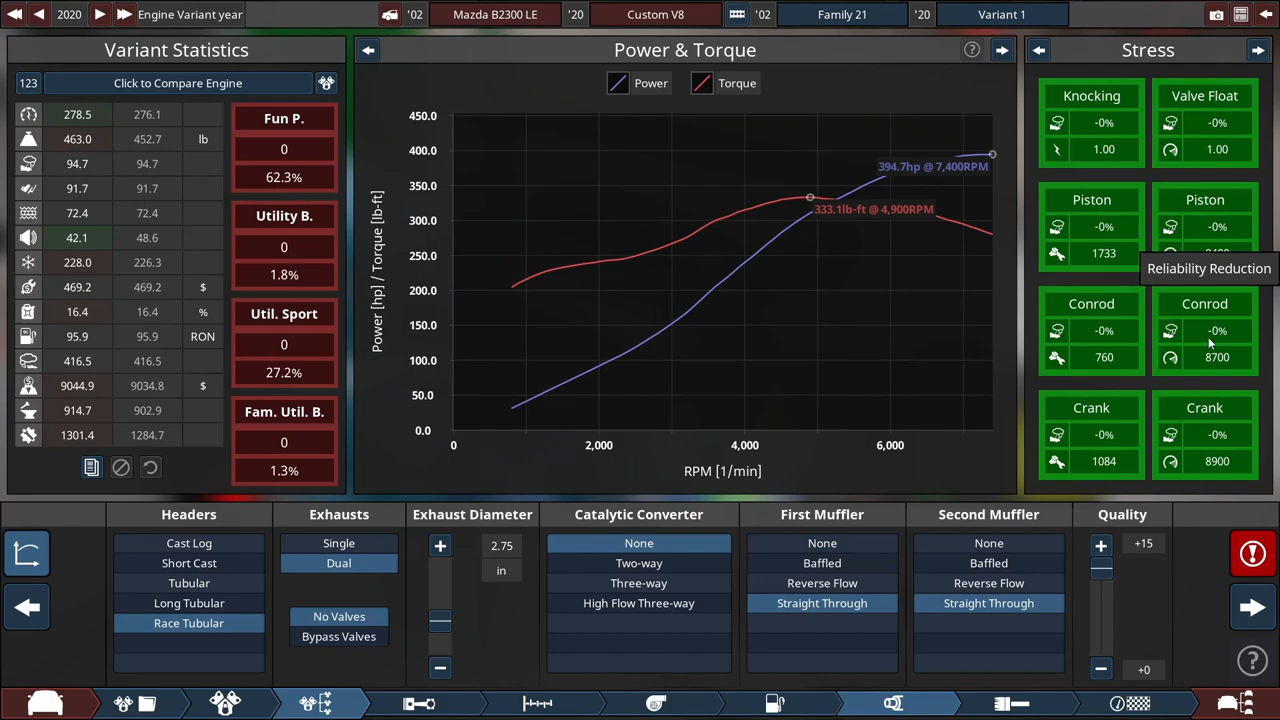 2020 Engine Variant year '02 Mazda B2300 LE '20 Custom V8 '02 Family 21 '20 Variant 1
Variant Statistics
123 Click to Compare Engine
278.5 276.1
463.0 452.7 lb
94.7 94.7
91.7 91.7
72.4 72.4
42.1 48.6
228.0 226.3
469.2 469.2 $
16.4 16.4 %
95.9 95.9 RON
416.5 416.5
9044.9 9034.8 $
914.7 902.9
1301.4 1284.7
Fun P.
0
62.3%
Utility B.
0
1.8%
Util. Sport
0
27.2%
Fam. Util. B.
0
1.3%
Power & Torque ?
Power Torque
Power [hp] / Torque [lb-ft]
450.0
400.0
350.0
300.0
250.0
200.0
150.0
100.0
50.0
0.0
394.7hp @ 7,400RPM
333.1lb-ft @ 4,900RPM
0 2,000 4,000 6,000
RPM [1/min]
Stress
Knocking Valve Float
-0% -0%
1.00 1.00
Piston Piston
-0% -0%
1733
Reliability Reduction
Conrod Conrod
-0% -0%
760 8700
Crank Crank
-0% -0%
1084 8900
Headers
Cast Log
Short Cast
Tubular
Long Tubular
Race Tubular
Exhausts
Single
Dual
No Valves
Bypass Valves
Exhaust Diameter
+ 2.75
in
-
Catalytic Converter
None
Two-way
Three-way
High Flow Three-way
First Muffler
None
Baffled
Reverse Flow
Straight Through
Second Muffler
None
Baffled
Reverse Flow
Straight Through
Quality
+ +15
- +0
?